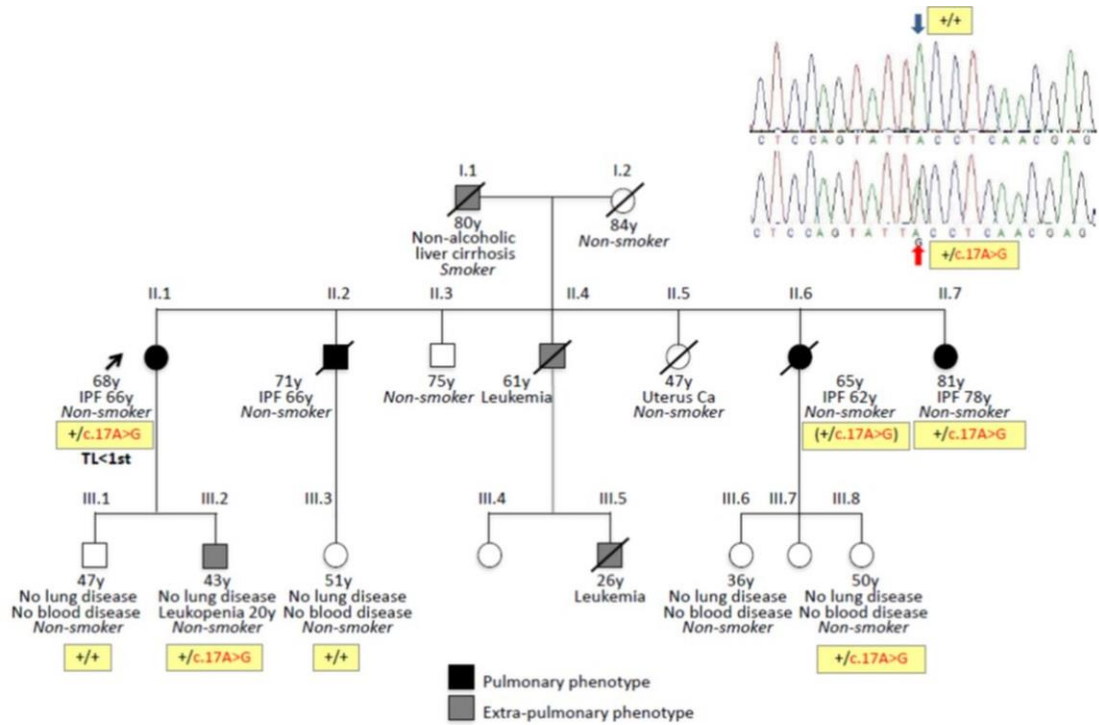 +/+
C T C C A G T A T T A C C T C A A C G A G
C T C C A G T A T T A C C T C A A C G A G
G
+/c.17A>G
I.1
I.2
80y
Non-alcoholic
liver cirrhosis
Smoker
84y
Non-smoker
II.1
II.2
II.3
II.4
II.5
II.6
II.7
68y
IPF 66y
Non-smoker
+/c.17A>G
TL<1st
71y
IPF 66y
Non-smoker
75y
Non-smoker
61y
Leukemia
47y
Uterus Ca
Non-smoker
65y
IPF 62y
Non-smoker
(+/c.17A>G)
81y
IPF 78y
Non-smoker
+/c.17A>G
III.1
III.2
III.3
III.4
III.5
III.6
III.7
III.8
47y
No lung disease
No blood disease
Non-smoker
+/+
43y
No lung disease
Leukopenia 20y
Non-smoker
+/c.17A>G
51y
No lung disease
No blood disease
Non-smoker
+/+
26y
Leukemia
36y
No lung disease
No blood disease
Non-smoker
50y
No lung disease
No blood disease
Non-smoker
+/c.17A>G
Pulmonary phenotype
Extra-pulmonary phenotype